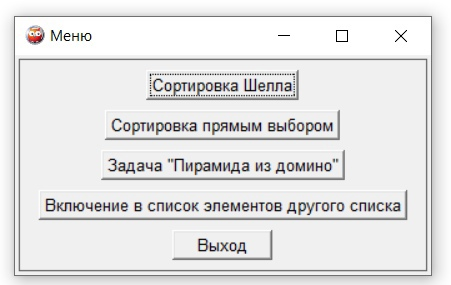 Меню
Сортировка Шелла
Сортировка прямым выбором
Задача "Пирамида из домино"
Включение в список элементов другого списка
Выход